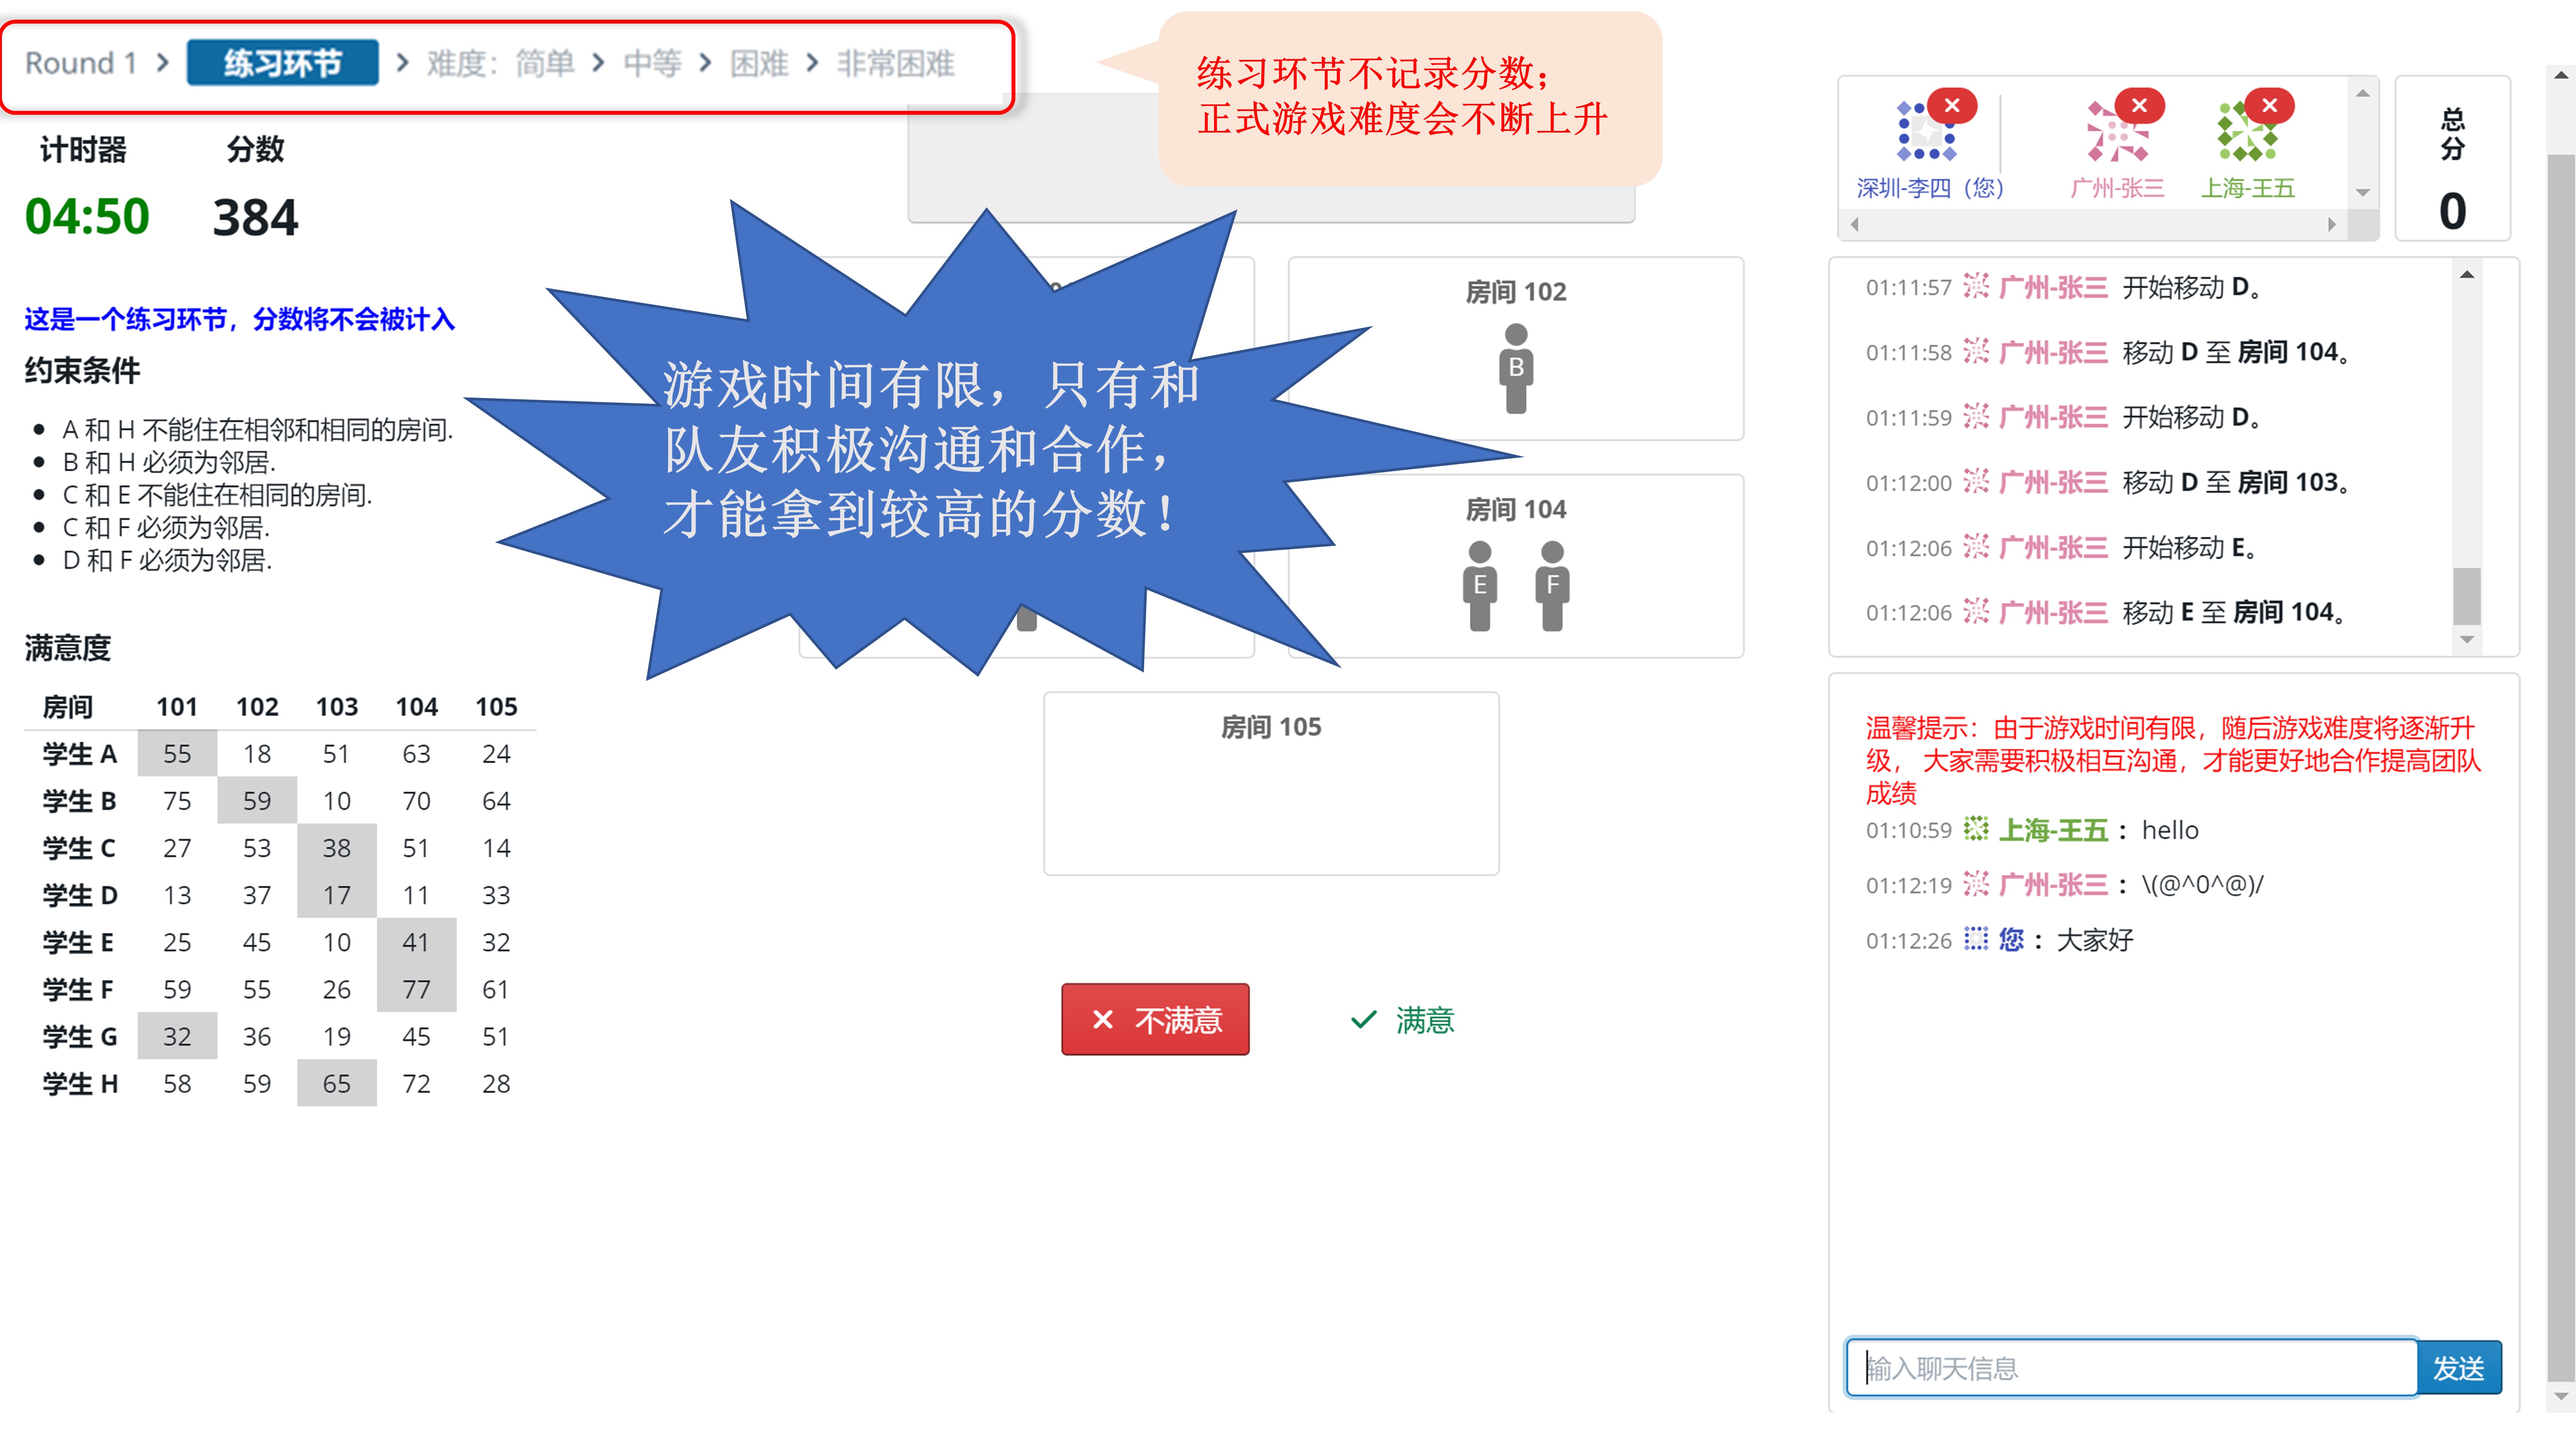 Round 1 > 练习环节 > 难度：简单 > 中等 > 困难 > 非常困难
练习环节不记录分数；
正式游戏难度会不断上升
计时器 分数
04:50 384
这是一个练习环节，分数将不会被计入
约束条件
A 和 H 不能住在相邻和相同的房间.
B 和 H 必须为邻居.
C 和 E 不能住在相同的房间.
C 和 F 必须为邻居.
D 和 F 必须为邻居.
满意度
房间 101 102 103 104 105
学生 A 55 18 51 63 24
学生 B 75 59 10 70 64
学生 C 27 53 38 51 14
学生 D 13 37 17 11 33
学生 E 25 45 10 41 32
学生 F 59 55 26 77 61
学生 G 32 36 19 45 51
学生 H 58 59 65 72 28
游戏时间有限，只有和
队友积极沟通和合作，
才能拿到较高的分数！
房间 102
B
房间 104
E F
房间 105
不满意 满意
深圳-李四（您） 广州-张三 上海-王五
总
分
0
01:11:57 广州-张三 开始移动 D。
01:11:58 广州-张三 移动 D 至 房间 104。
01:11:59 广州-张三 开始移动 D。
01:12:00 广州-张三 移动 D 至 房间 103。
01:12:06 广州-张三 开始移动 E。
01:12:06 广州-张三 移动 E 至 房间 104。
温馨提示：由于游戏时间有限，随后游戏难度将逐渐升
级， 大家需要积极相互沟通，才能更好地合作提高团队
成绩
01:10:59 上海-王五： hello
01:12:19 广州-张三： \(@^0^@)/
01:12:26 您： 大家好
输入聊天信息 发送